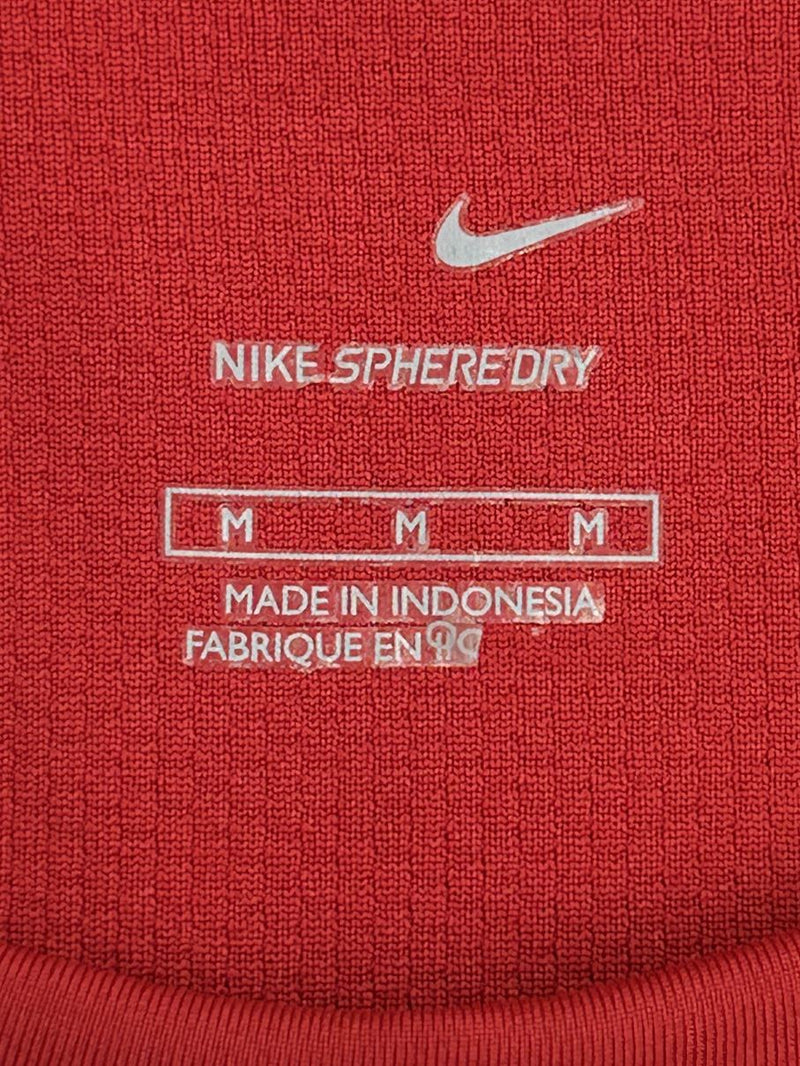 NIKE SPHERE DRY
M M M
MADE IN INDONESIA
FABRIQUE EN